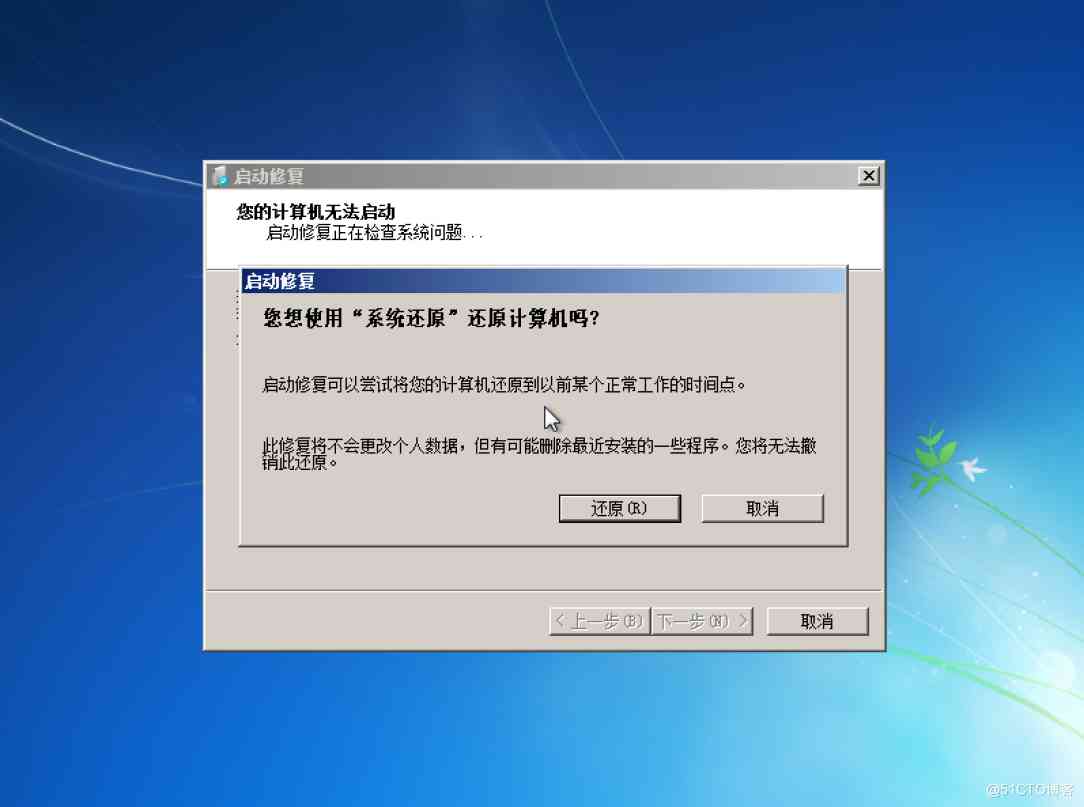 启动修复
您的计算机无法启动
启动修复正在检查系统问题...
启动修复
您想使用“系统还原”还原计算机吗？
启动修复可以尝试将您的计算机还原到以前某个正常工作的时间点。
此修复将不会更改个人数据，但有可能删除最近安装的一些程序。您将无法撤
销此还原。
还原(R)
取消
< 上一步(B)
下一步(N) >
取消
@51CTO博客